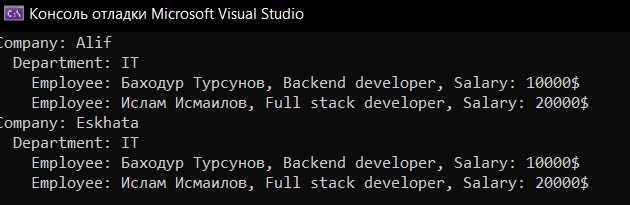 Консоль отладки Microsoft Visual Studio
Company: Alif
Department: IT
Employee: Баходур Турсунов, Backend developer, Salary: 10000$
Employee: Ислам Исмаилов, Full stack developer, Salary: 20000$
Company: Eskhata
Department: IT
Employee: Баходур Турсунов, Backend developer, Salary: 10000$
Employee: Ислам Исмаилов, Full stack developer, Salary: 20000$